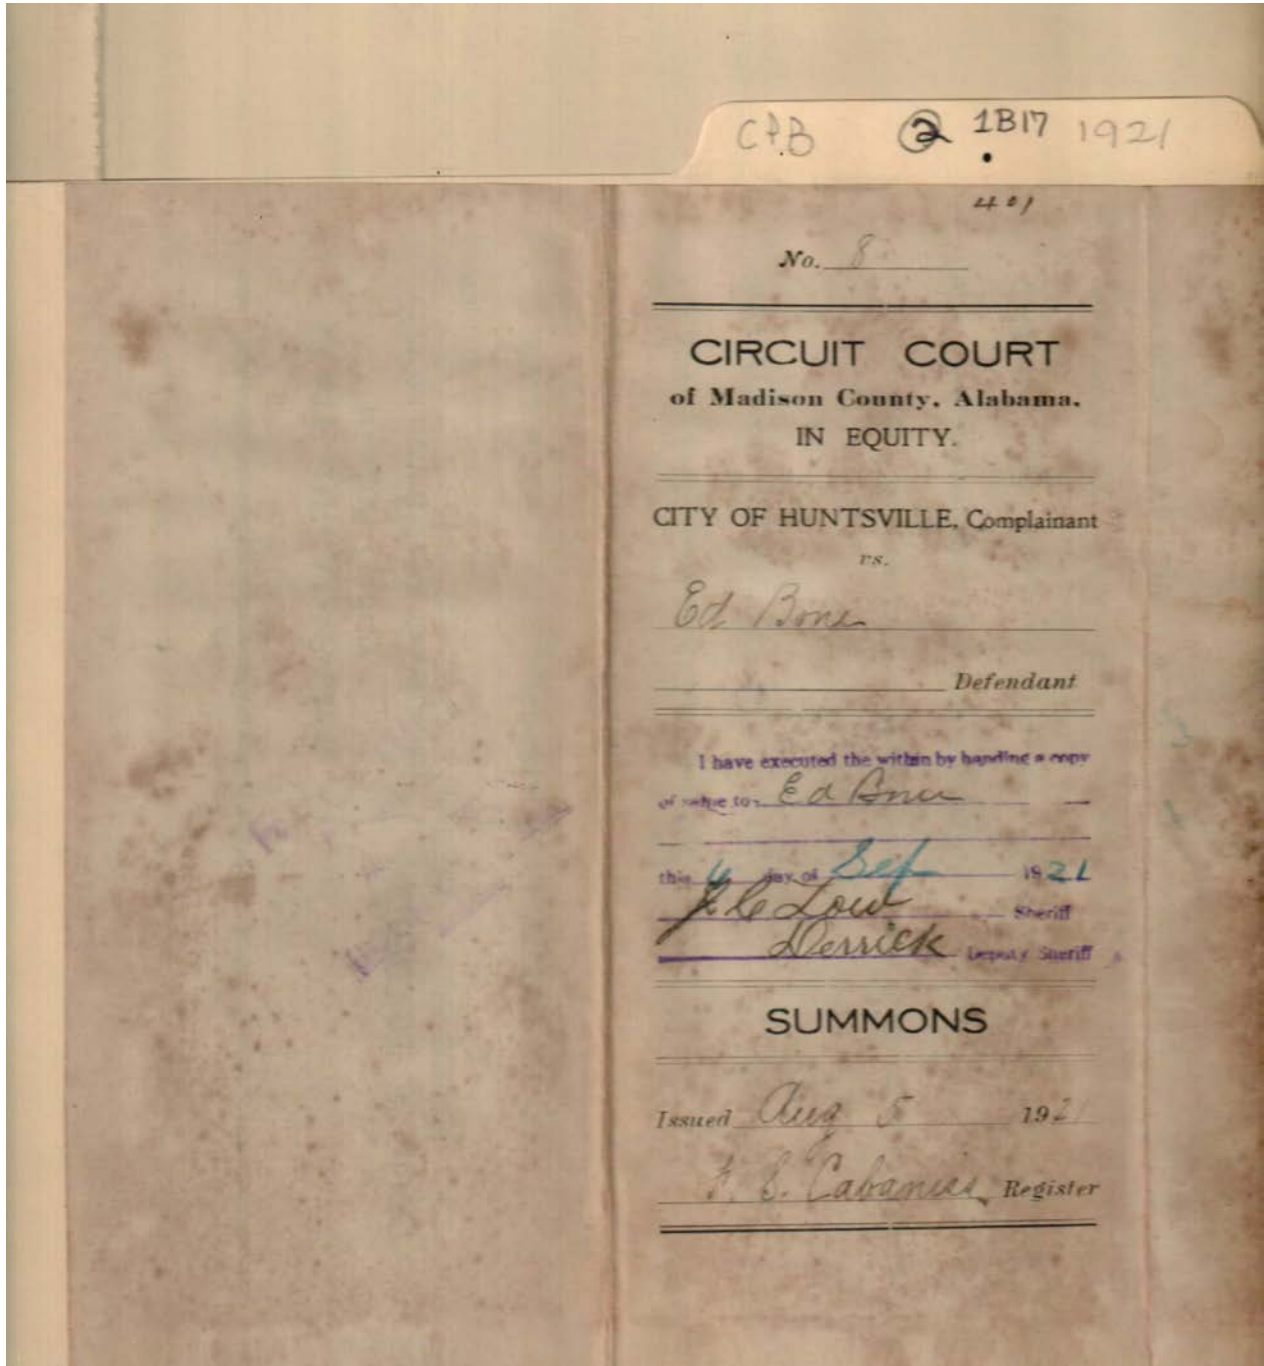 CPB 2 1B17 1921
401
No. 8
CIRCUIT COURT
of Madison County, Alabama.
IN EQUITY.
CITY OF HUNTSVILLE, Complainant
vs.
Ed Bone
Defendant
I have executed the within by handing a copy
of same to Ed Bone
this day of Sep 1921
Low Sheriff
Derrick Deputy Sheriff
SUMMONS
Issued Aug 5 1921
Cabaniss Register